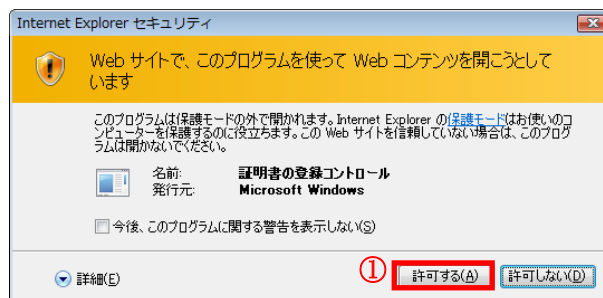 Internet Explorer セキュリティ
Web サイトで、このプログラムを使って Web コンテンツを開こうとして
います
このプログラムは保護モードの外で開かれます。Internet Explorer の保護モードはお使いのコ
ンピューターを保護するのに役立ちます。この Web サイトを信頼していない場合は、このプログ
ラムは開かないでください。
名前: 証明書の登録コントロール
発行元: Microsoft Windows
今後、このプログラムに関する警告を表示しない(S)
詳細(E) ① 許可する(A) 許可しない(D)